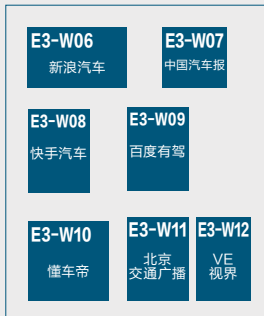 E3-W06
新浪汽车
E3-W07
中国汽车报
E3-W08
快手汽车
E3-W09
百度有驾
E3-W10
懂车帝
E3-W11
北京
交通广播
E3-W12
VE
视界